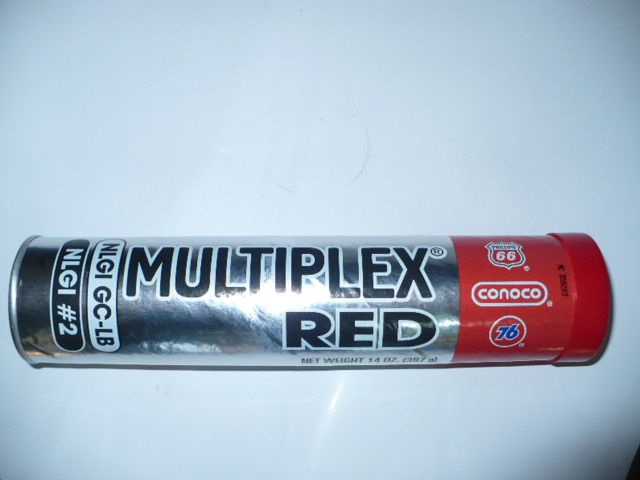 NLGI #2
NLGI GC-LB
MULTIPLEX®
RED
NET WEIGHT 14 OZ. (397 g)
PHILLIPS
66®
conoco®
76®